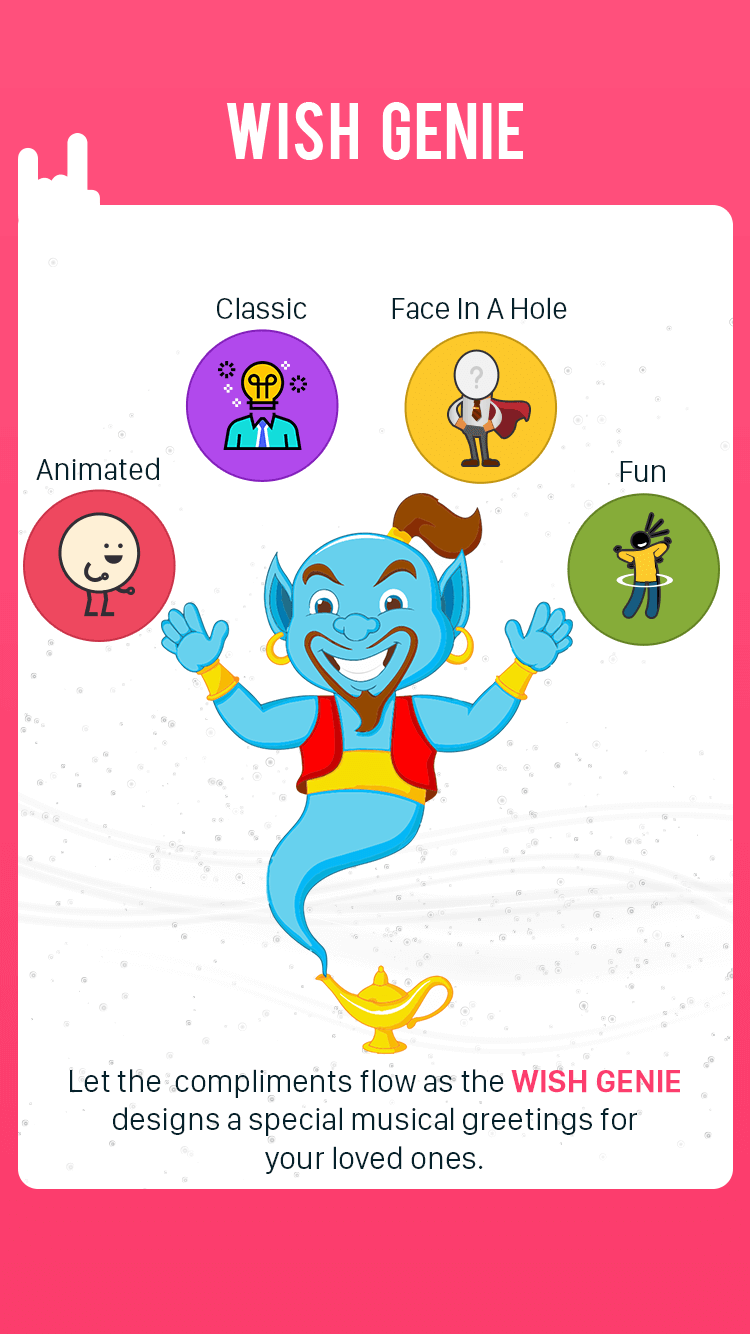 WISH GENIE
Classic
Face In A Hole
Animated
Fun
?
Let the compliments flow as the WISH GENIE
designs a special musical greetings for
your loved ones.